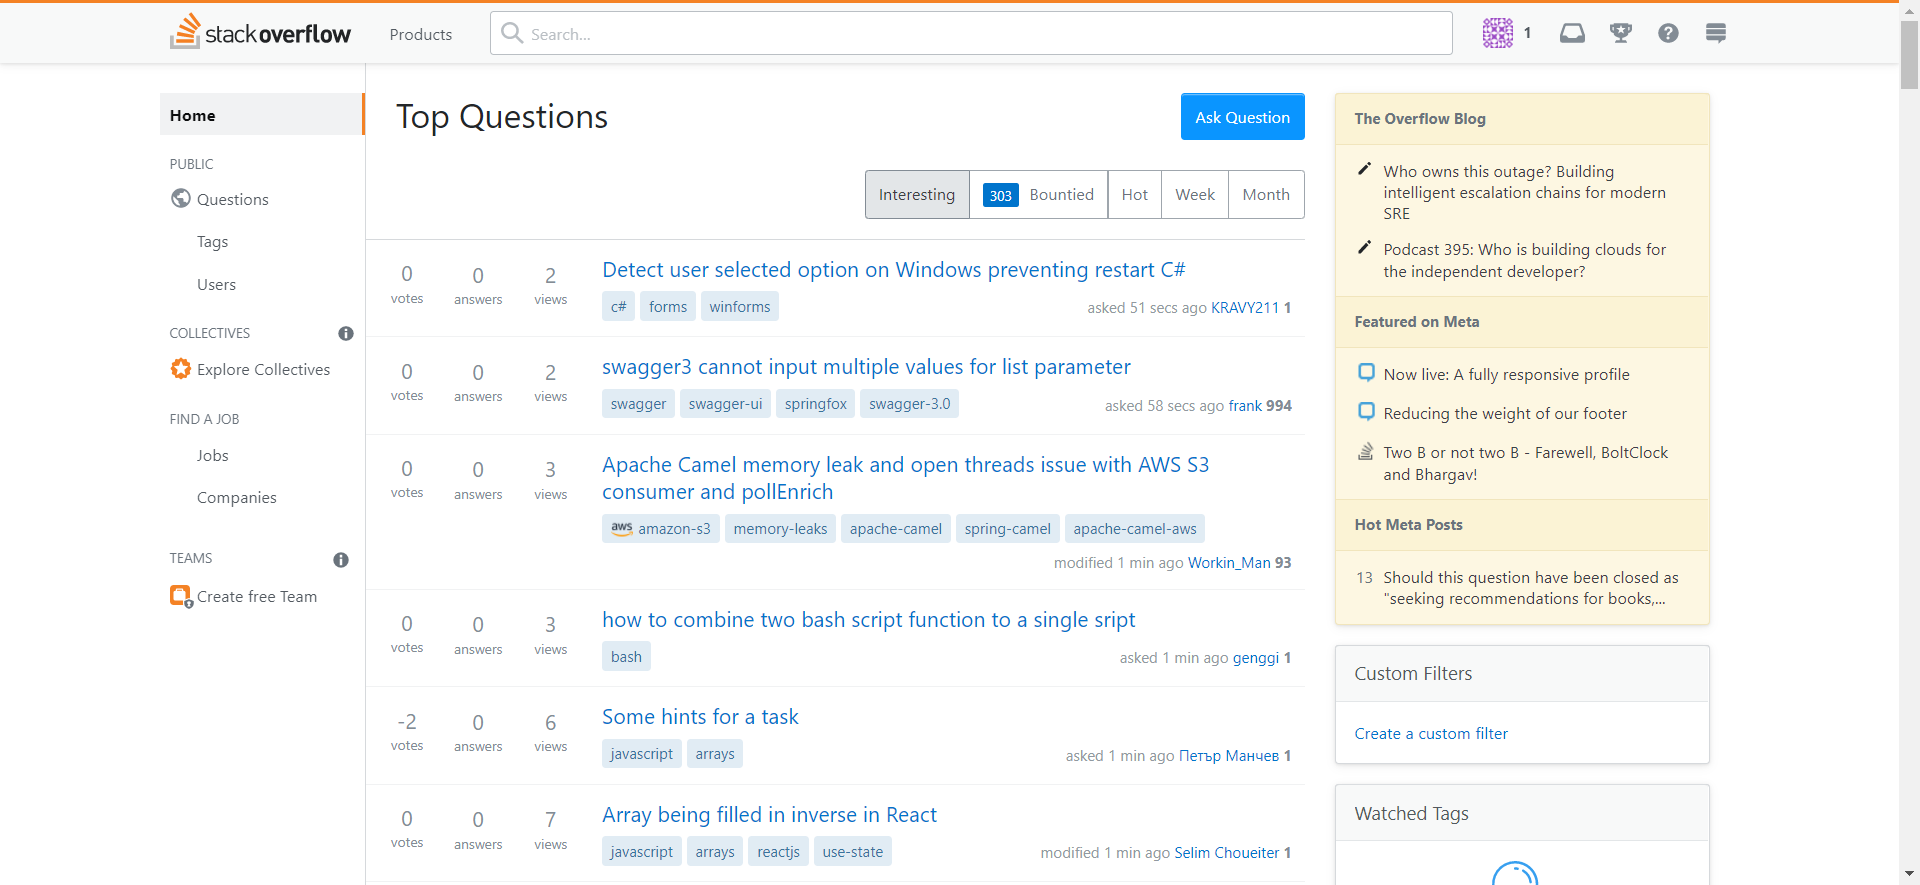 stack overflow
Products
Search...
1
Home
PUBLIC
Questions
Tags
Users
COLLECTIVES
Explore Collectives
FIND A JOB
Jobs
Companies
TEAMS
Create free Team
Top Questions
Ask Question
Interesting
303 Bountied
Hot
Week
Month
0 votes
0 answers
2 views
Detect user selected option on Windows preventing restart C#
c# forms winforms
asked 51 secs ago KRAVY211 1
0 votes
0 answers
2 views
swagger3 cannot input multiple values for list parameter
swagger swagger-ui springfox swagger-3.0
asked 58 secs ago frank 994
0 votes
0 answers
3 views
Apache Camel memory leak and open threads issue with AWS S3
consumer and pollEnrich
aws amazon-s3 memory-leaks apache-camel spring-camel apache-camel-aws
modified 1 min ago Workin_Man 93
0 votes
0 answers
3 views
how to combine two bash script function to a single sript
bash
asked 1 min ago genggi 1
-2 votes
0 answers
6 views
Some hints for a task
javascript arrays
asked 1 min ago Петър Манчев 1
0 votes
0 answers
7 views
Array being filled in inverse in React
javascript arrays reactjs use-state
modified 1 min ago Selim Choueiter 1
The Overflow Blog
Who owns this outage? Building
intelligent escalation chains for modern
SRE
Podcast 395: Who is building clouds for
the independent developer?
Featured on Meta
Now live: A fully responsive profile
Reducing the weight of our footer
Two B or not two B - Farewell, BoltClock
and Bhargav!
Hot Meta Posts
13 Should this question have been closed as
"seeking recommendations for books,...
Custom Filters
Create a custom filter
Watched Tags